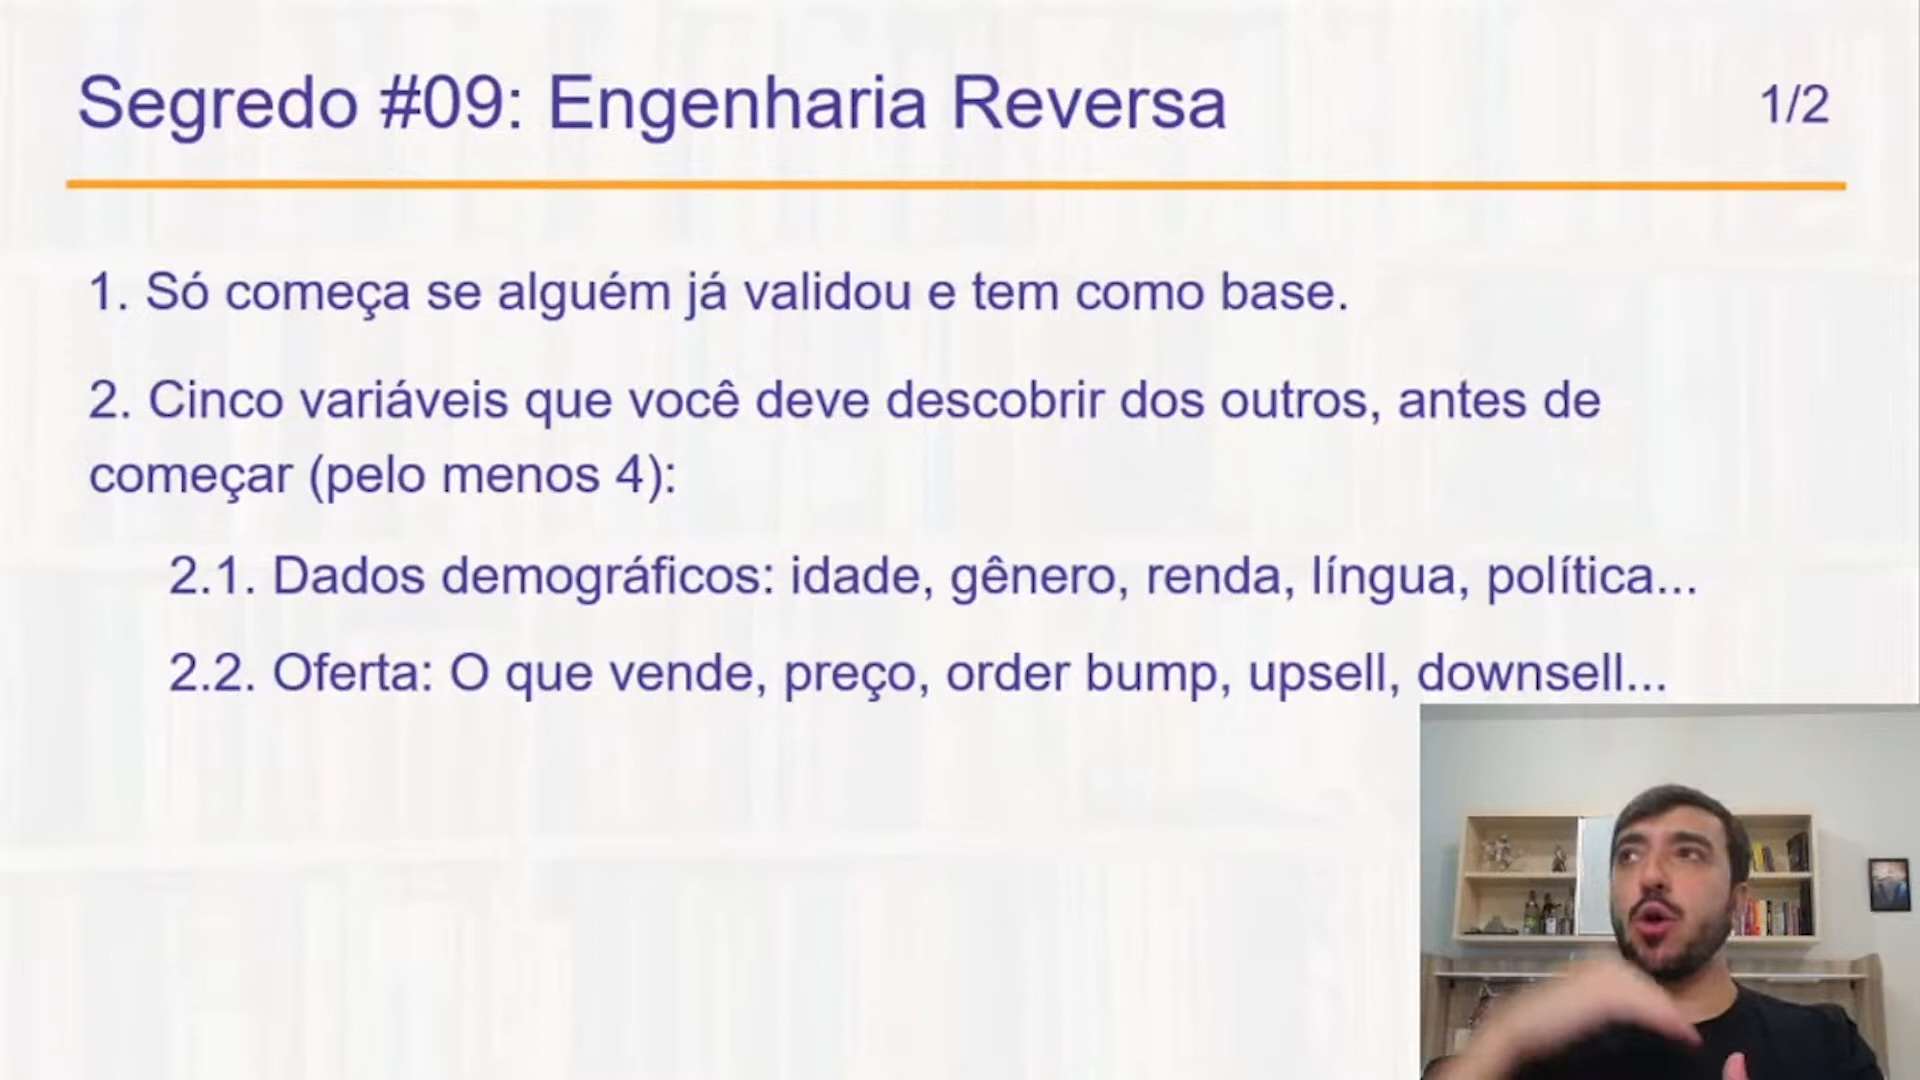 Segredo #09: Engenharia Reversa
1/2
1. Só começa se alguém já validou e tem como base.
2. Cinco variáveis que você deve descobrir dos outros, antes de
começar (pelo menos 4):
2.1. Dados demográficos: idade, gênero, renda, língua, política...
2.2. Oferta: O que vende, preço, order bump, upsell, downsell...